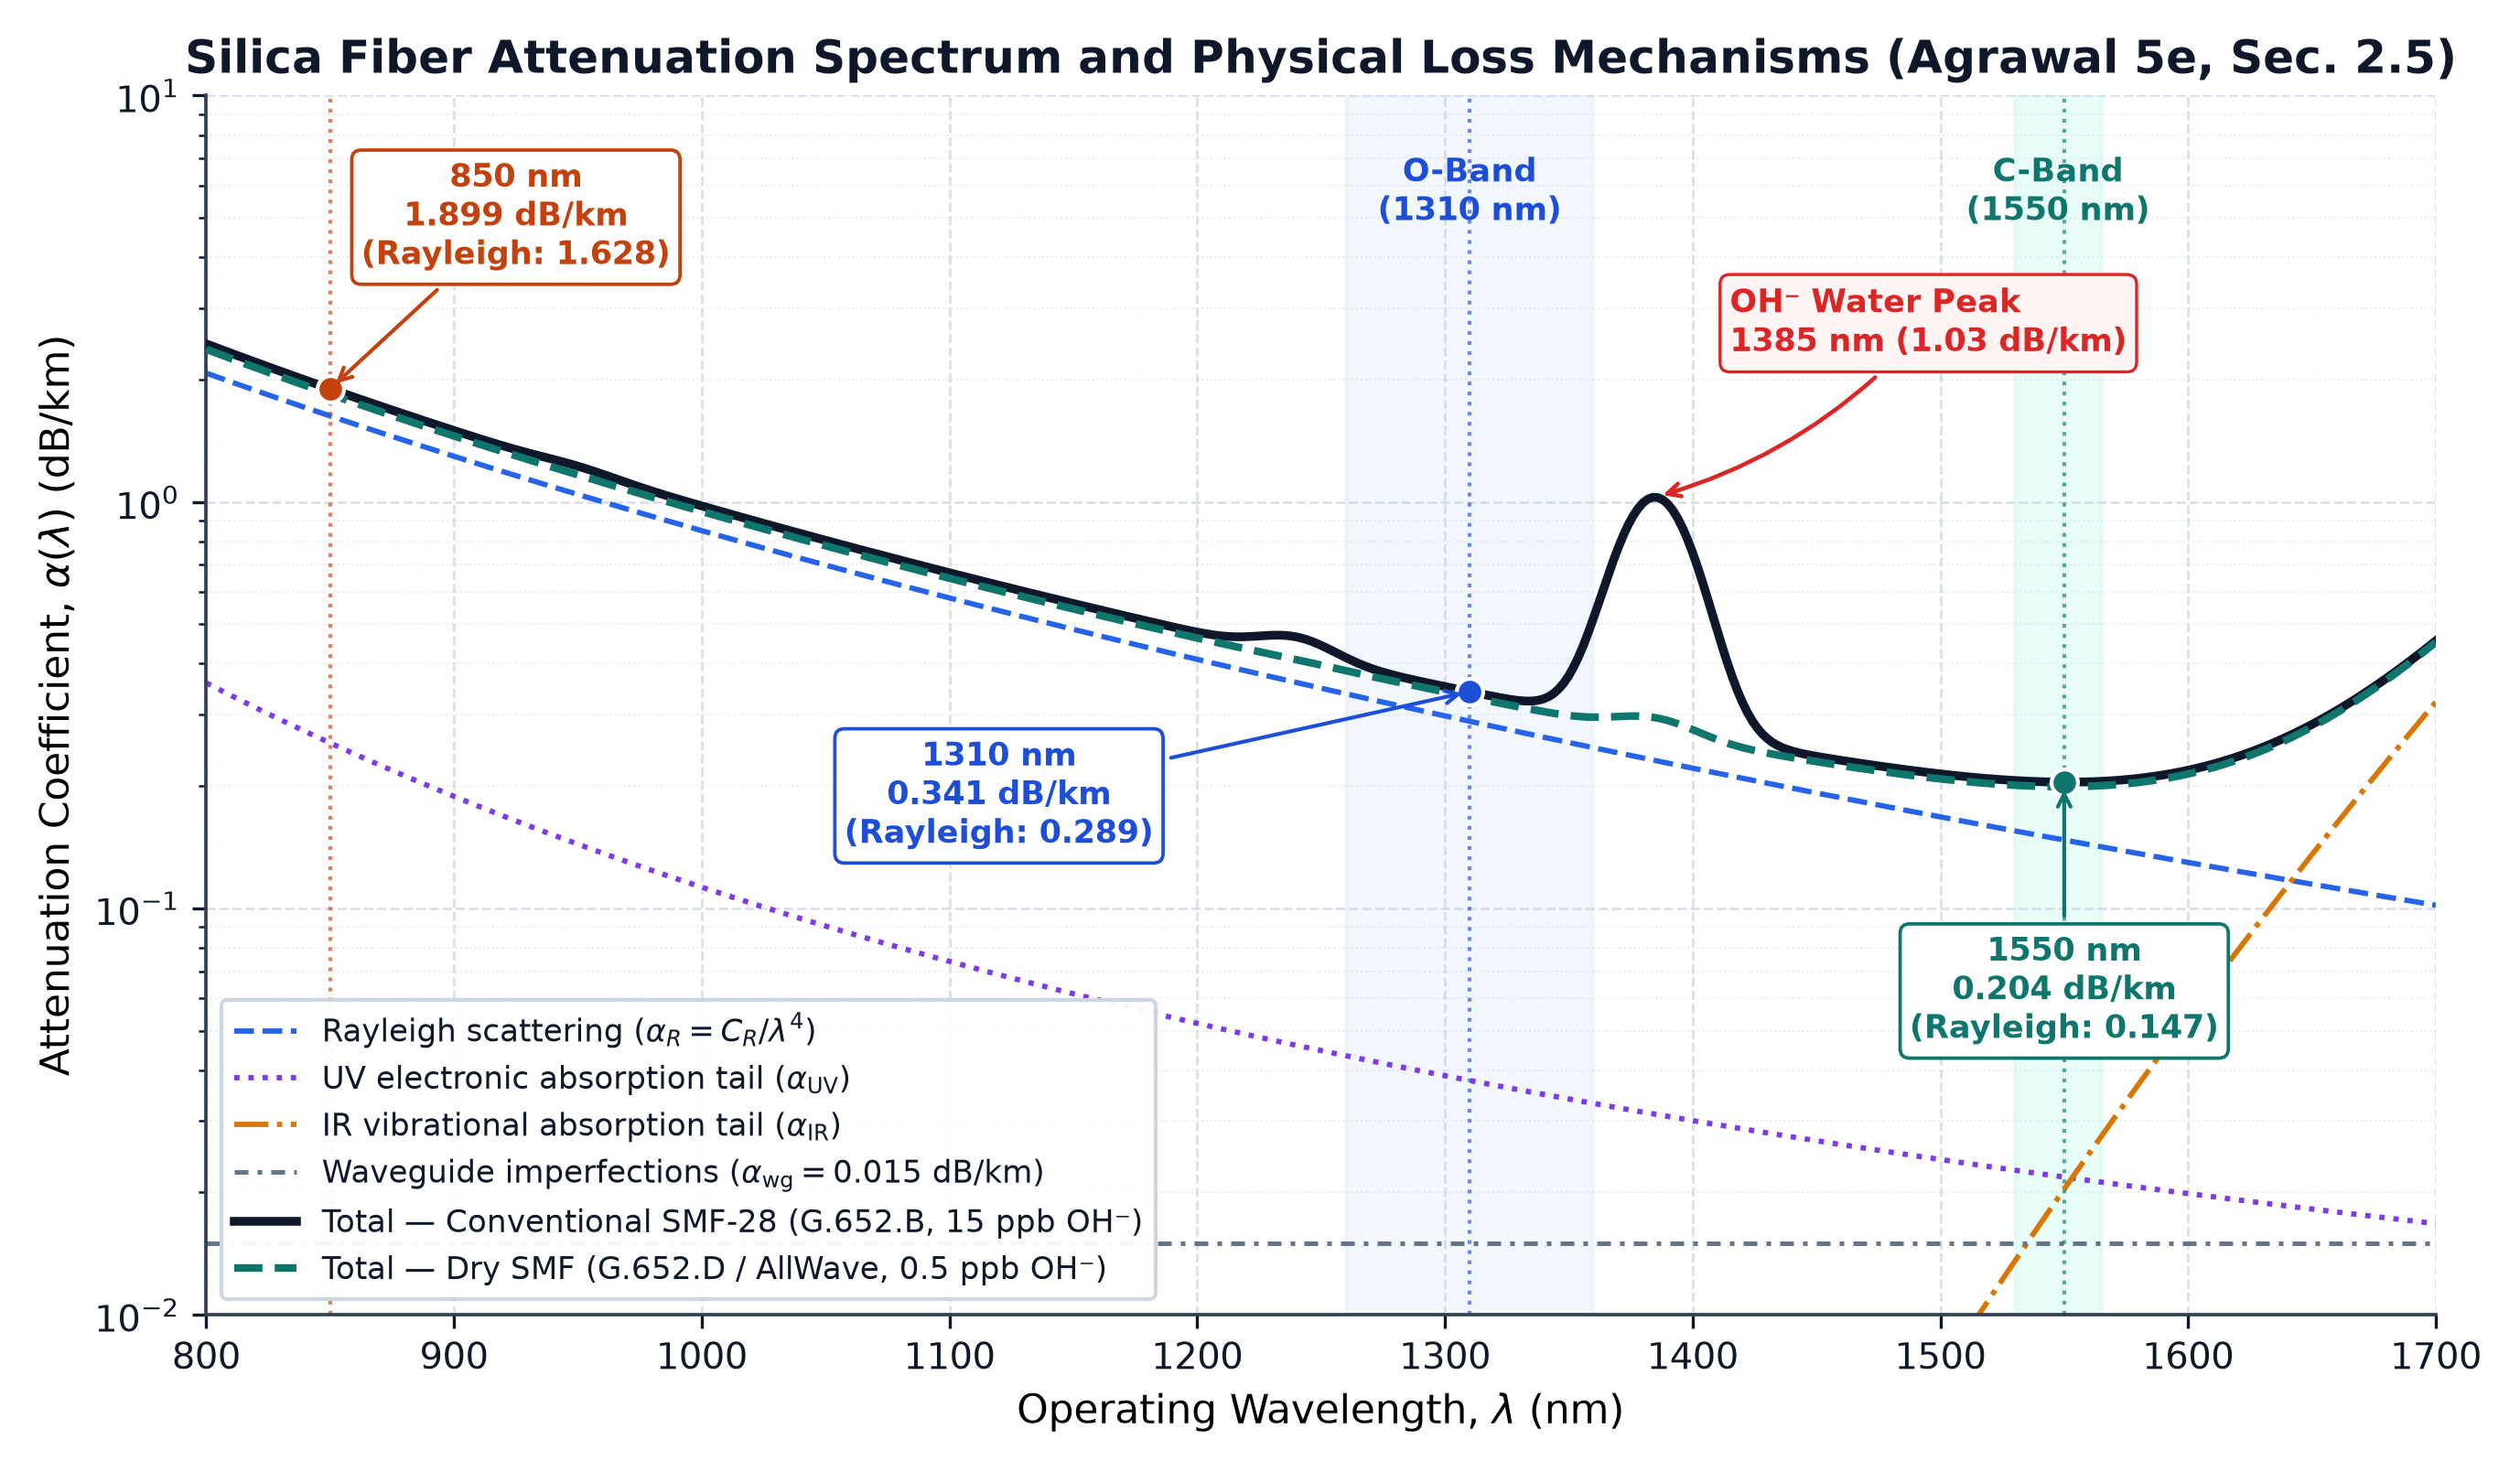 Silica Fiber Attenuation Spectrum and Physical Loss Mechanisms (Agrawal 5e, Sec. 2.5)
Attenuation Coefficient, α(λ) (dB/km)
10¹
10⁰
10⁻¹
10⁻²
850 nm
1.899 dB/km
(Rayleigh: 1.628)
O-Band
(1310 nm)
C-Band
(1550 nm)
OH⁻ Water Peak
1385 nm (1.03 dB/km)
1310 nm
0.341 dB/km
(Rayleigh: 0.289)
1550 nm
0.204 dB/km
(Rayleigh: 0.147)
Rayleigh scattering (α_R = C_R/λ⁴)
UV electronic absorption tail (α_UV)
IR vibrational absorption tail (α_IR)
Waveguide imperfections (α_wg = 0.015 dB/km)
Total — Conventional SMF-28 (G.652.B, 15 ppb OH⁻)
Total — Dry SMF (G.652.D / AllWave, 0.5 ppb OH⁻)
800 900 1000 1100 1200 1300 1400 1500 1600 1700
Operating Wavelength, λ (nm)